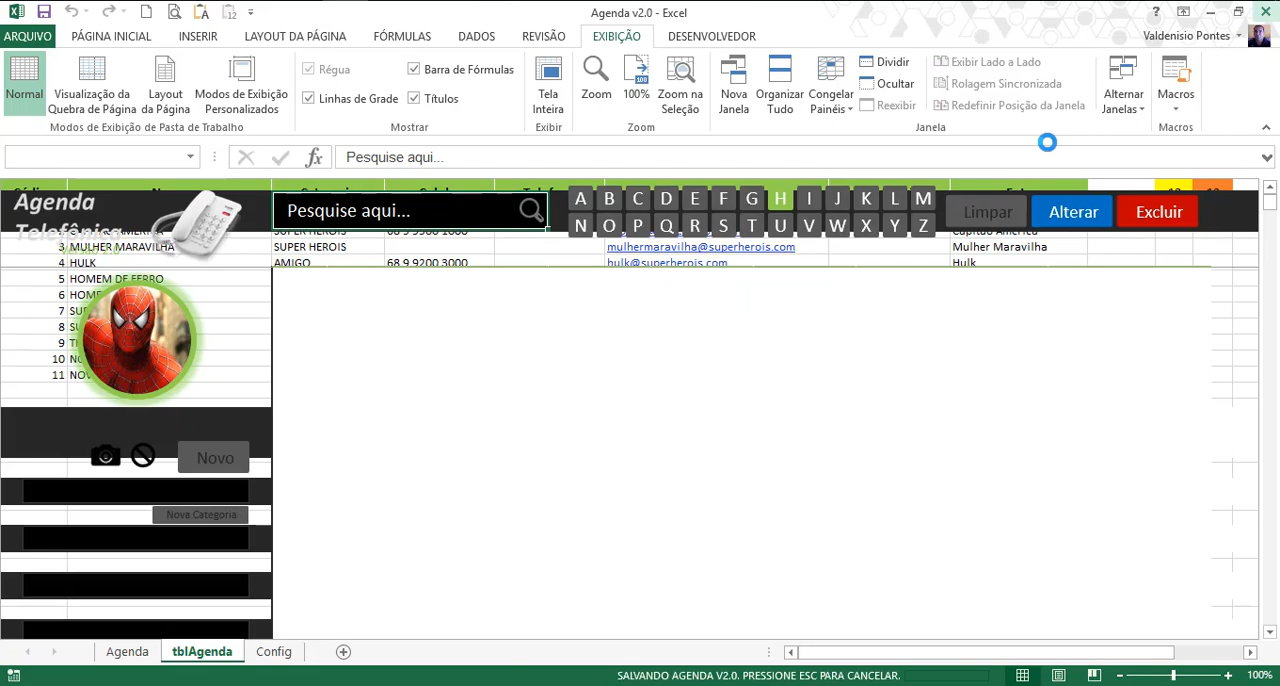 Agenda v2.0 - Excel
ARQUIVO PÁGINA INICIAL INSERIR LAYOUT DA PÁGINA FÓRMULAS DADOS REVISÃO EXIBIÇÃO DESENVOLVEDOR Valdenisio Pontes
Normal
Visualização da Quebra de Página
Layout da Página
Modos de Exibição Personalizados
Modos de Exibição de Pasta de Trabalho
Régua
Barra de Fórmulas
Linhas de Grade
Títulos
Mostrar
Tela Inteira
Exibir
Zoom
100%
Zoom na Seleção
Zoom
Nova Janela
Organizar Tudo
Congelar Painéis
Dividir
Ocultar
Reexibir
Exibir Lado a Lado
Rolagem Sincronizada
Redefinir Posição da Janela
Janela
Alternar Janelas
Macros
Macros
fx Pesquise aqui...
Agenda
Telefônica
Pesquise aqui...
A B C D E F G H I J K L M
N O P Q R S T U V W X Y Z
Limpar Alterar Excluir
3 MULHER MARAVILHA SUPER HEROIS mulhermaravilha@superherois.com Mulher Maravilha
4 HULK AMIGO 68 9 9200 3000 hulk@superherois.com Hulk
5 HOMEM DE FERRO
6
7
8
9
10
11
Novo
Nova Categoria
Agenda tblAgenda Config
SALVANDO AGENDA V2.0. PRESSIONE ESC PARA CANCELAR. 100%